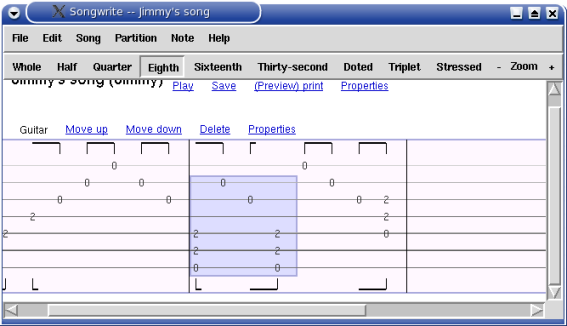 Songwrite -- Jimmy's song
File Edit Song Partition Note Help
Whole Half Quarter Eighth Sixteenth Thirty-second Doted Triplet Stressed - Zoom +
Jimmy's song (Jimmy) Play Save (Preview) print Properties
Guitar Move up Move down Delete Properties
0 0
0 0 0 0
0 0 0 0 2
2 2
2 2 2 0
2 2
0 0